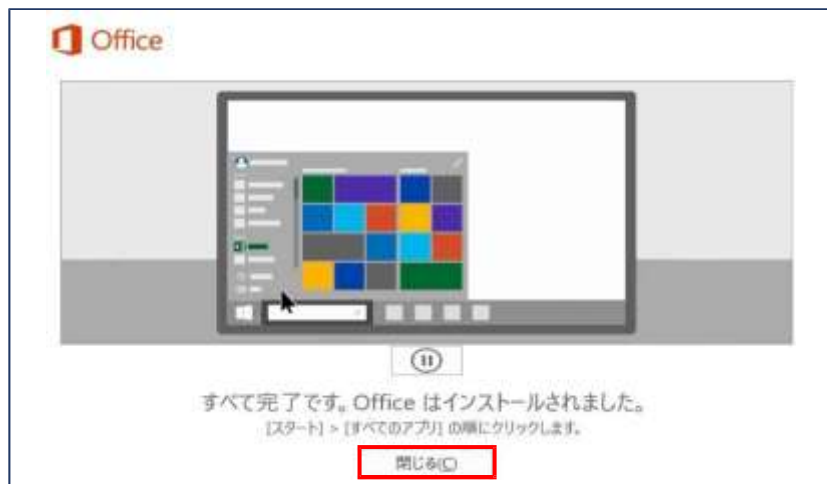 Office
すべて完了です。Office はインストールされました。
[スタート] > [すべてのアプリ] の順にクリックします。
閉じる(C)